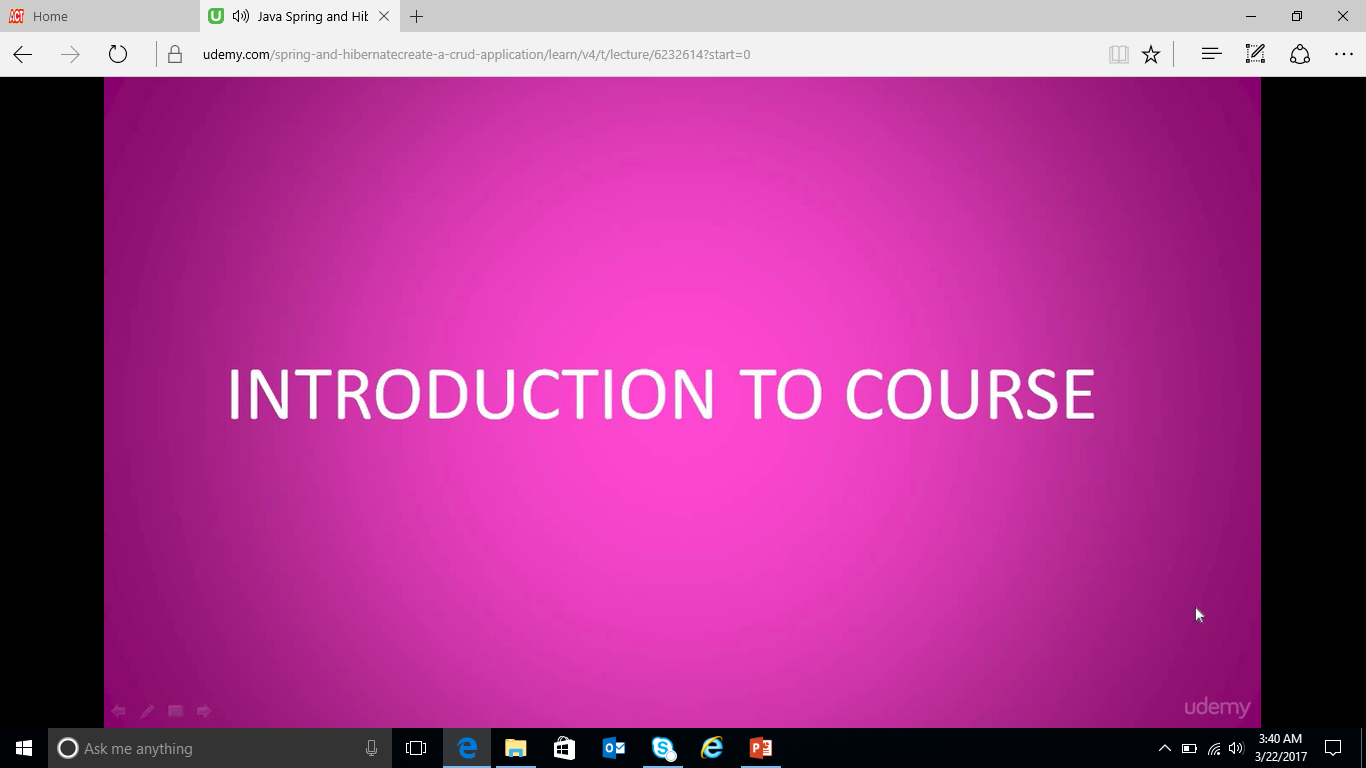 Home
Java Spring and Hib
udemy.com/spring-and-hibernatecreate-a-crud-application/learn/v4/t/lecture/6232614?start=0
INTRODUCTION TO COURSE
udemy
Ask me anything
3:40 AM
3/22/2017